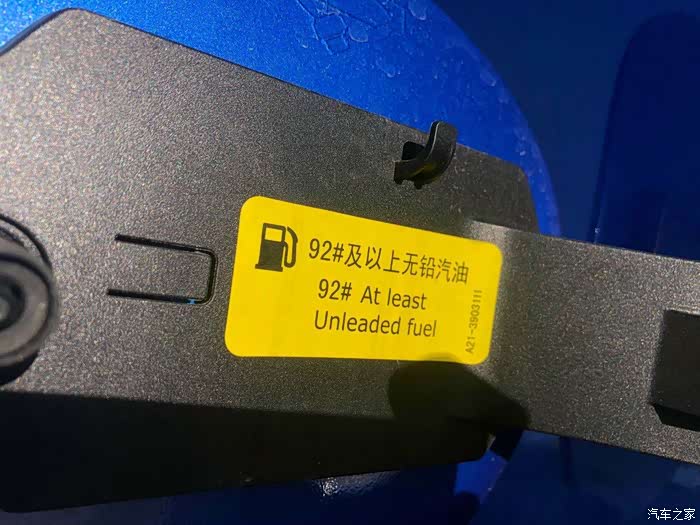 92#及以上无铅汽油
92# At least
Unleaded fuel
A21-3903111
汽车之家